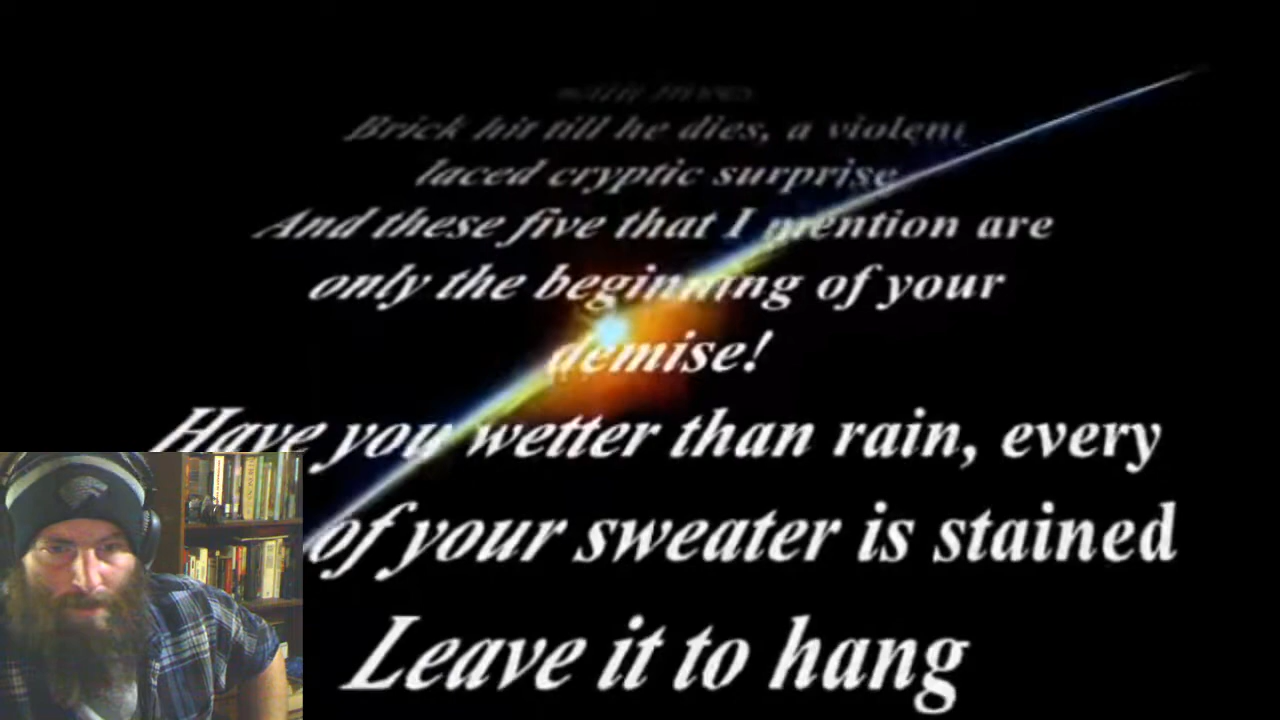 Brick hit till he dies, a violent
laced cryptic surprise
And these five that I mention are
only the beginning of your
demise!
Have you wetter than rain, every
of your sweater is stained
Leave it to hang